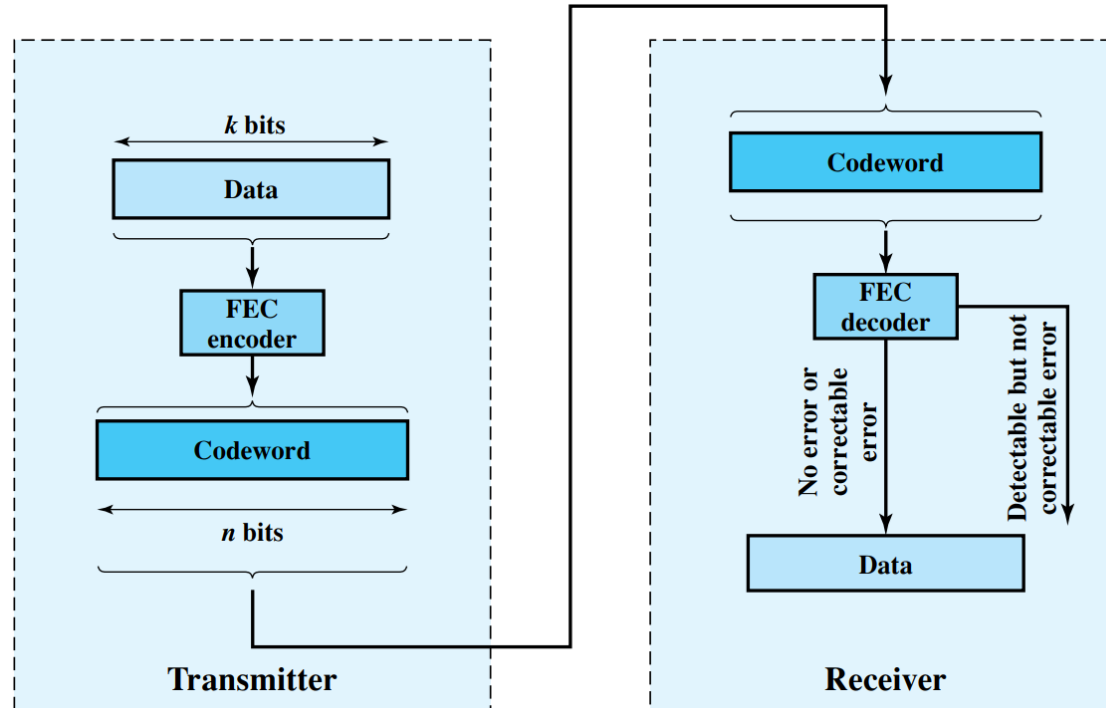 k bits
Data
FEC
encoder
Codeword
n bits
Transmitter
Codeword
FEC
decoder
No error or
correctable
error
Detectable but not
correctable error
Data
Receiver